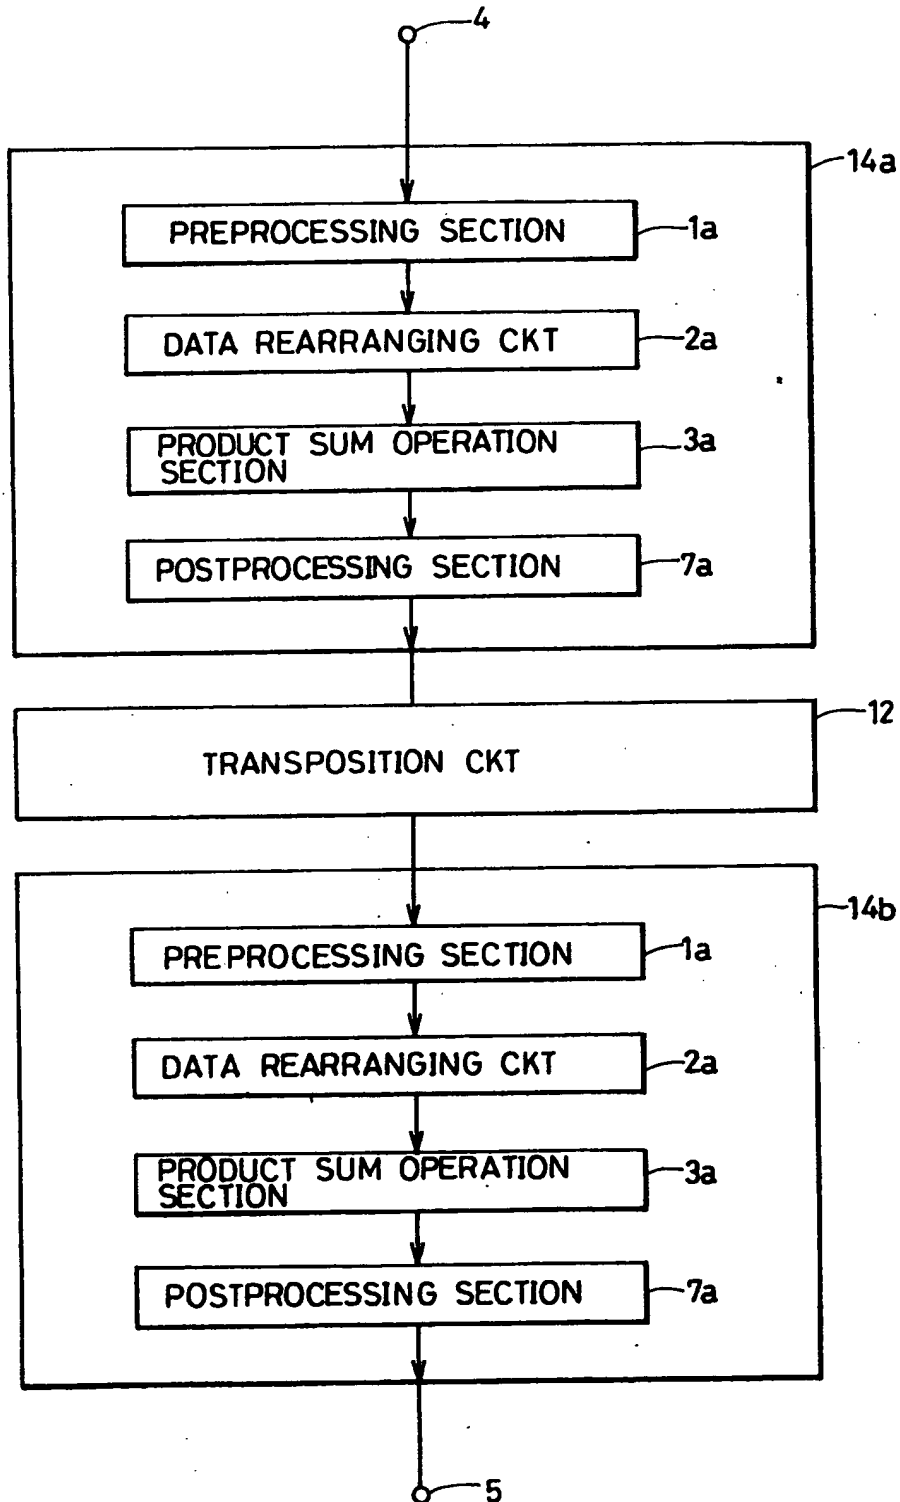 4
14a
PREPROCESSING SECTION
1a
DATA REARRANGING CKT
2a
PRODUCT SUM OPERATION
SECTION
3a
POSTPROCESSING SECTION
7a
12
TRANSPOSITION CKT
14b
PREPROCESSING SECTION
1a
DATA REARRANGING CKT
2a
PRODUCT SUM OPERATION
SECTION
3a
POSTPROCESSING SECTION
7a
5